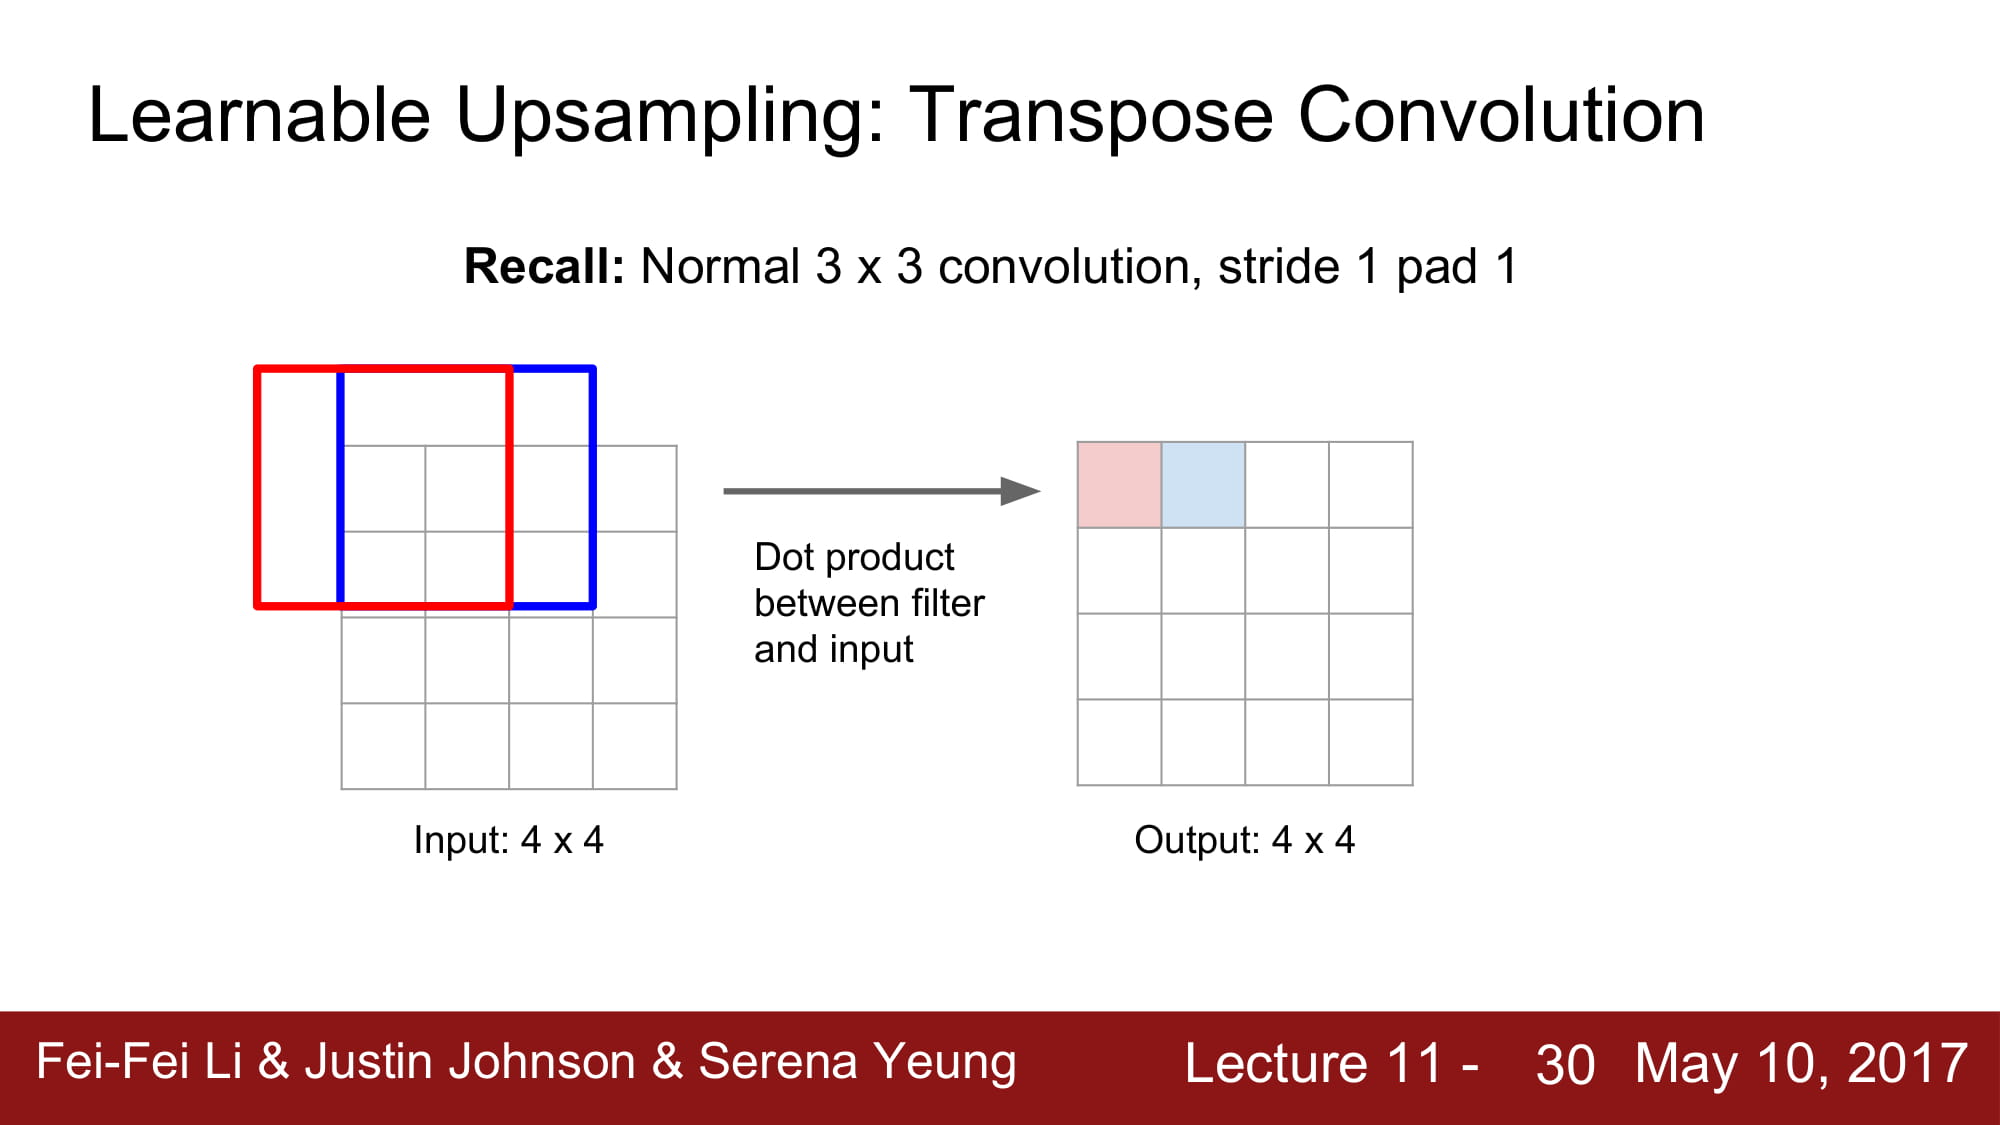 Learnable Upsampling: Transpose Convolution
Recall: Normal 3 x 3 convolution, stride 1 pad 1
Dot product
between filter
and input
Input: 4 x 4
Output: 4 x 4
Fei-Fei Li & Justin Johnson & Serena Yeung
Lecture 11 - 30 May 10, 2017